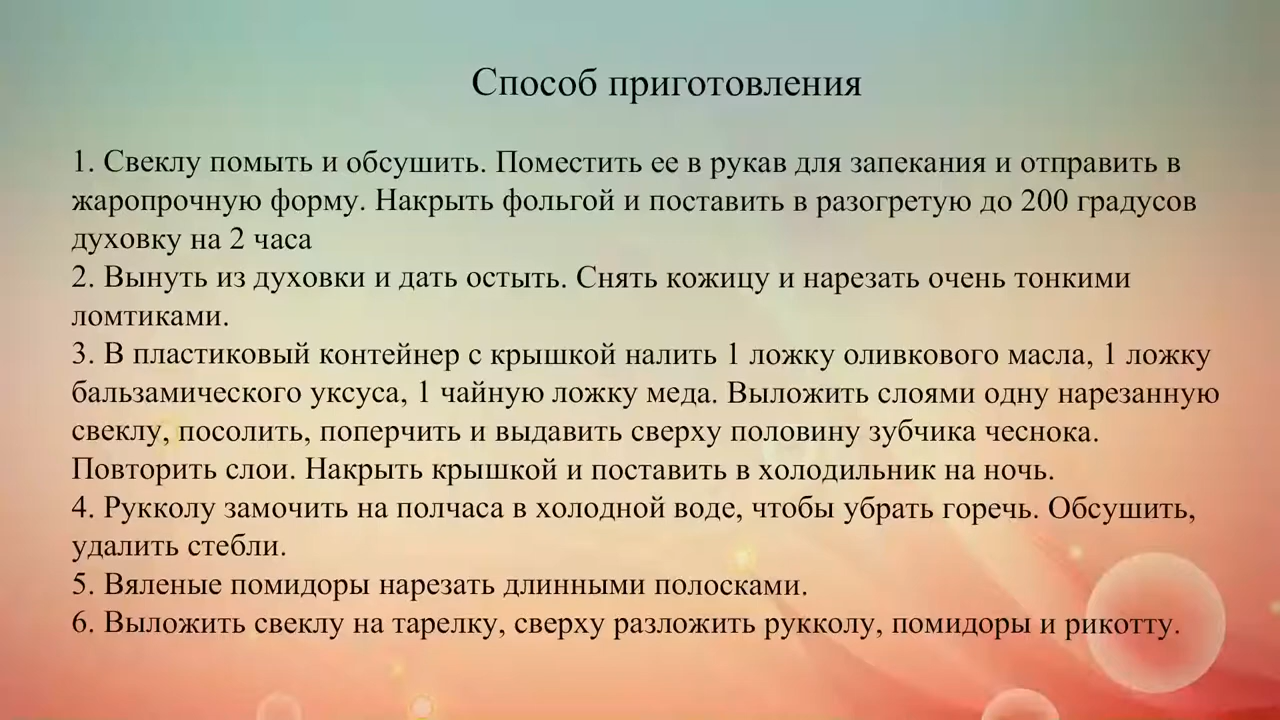 Способ приготовления
1. Свеклу помыть и обсушить. Поместить ее в рукав для запекания и отправить в
жаропрочную форму. Накрыть фольгой и поставить в разогретую до 200 градусов
духовку на 2 часа
2. Вынуть из духовки и дать остыть. Снять кожицу и нарезать очень тонкими
ломтиками.
3. В пластиковый контейнер с крышкой налить 1 ложку оливкового масла, 1 ложку
бальзамического уксуса, 1 чайную ложку меда. Выложить слоями одну нарезанную
свеклу, посолить, поперчить и выдавить сверху половину зубчика чеснока.
Повторить слои. Накрыть крышкой и поставить в холодильник на ночь.
4. Рукколу замочить на полчаса в холодной воде, чтобы убрать горечь. Обсушить,
удалить стебли.
5. Вяленые помидоры нарезать длинными полосками.
6. Выложить свеклу на тарелку, сверху разложить рукколу, помидоры и рикотту.